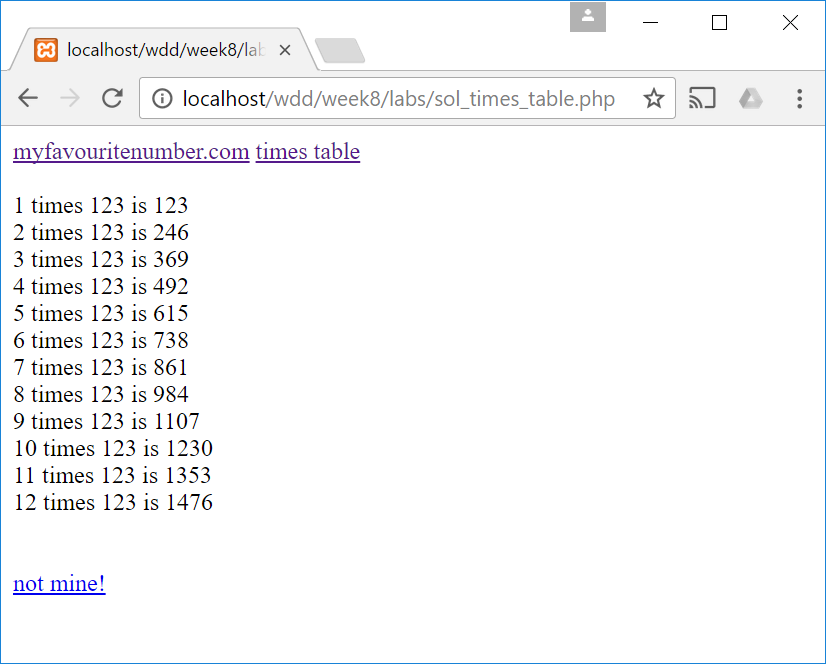 localhost/wdd/week8/lab
localhost/wdd/week8/labs/sol_times_table.php
myfavouritenumber.com times table
1 times 123 is 123
2 times 123 is 246
3 times 123 is 369
4 times 123 is 492
5 times 123 is 615
6 times 123 is 738
7 times 123 is 861
8 times 123 is 984
9 times 123 is 1107
10 times 123 is 1230
11 times 123 is 1353
12 times 123 is 1476
not mine!